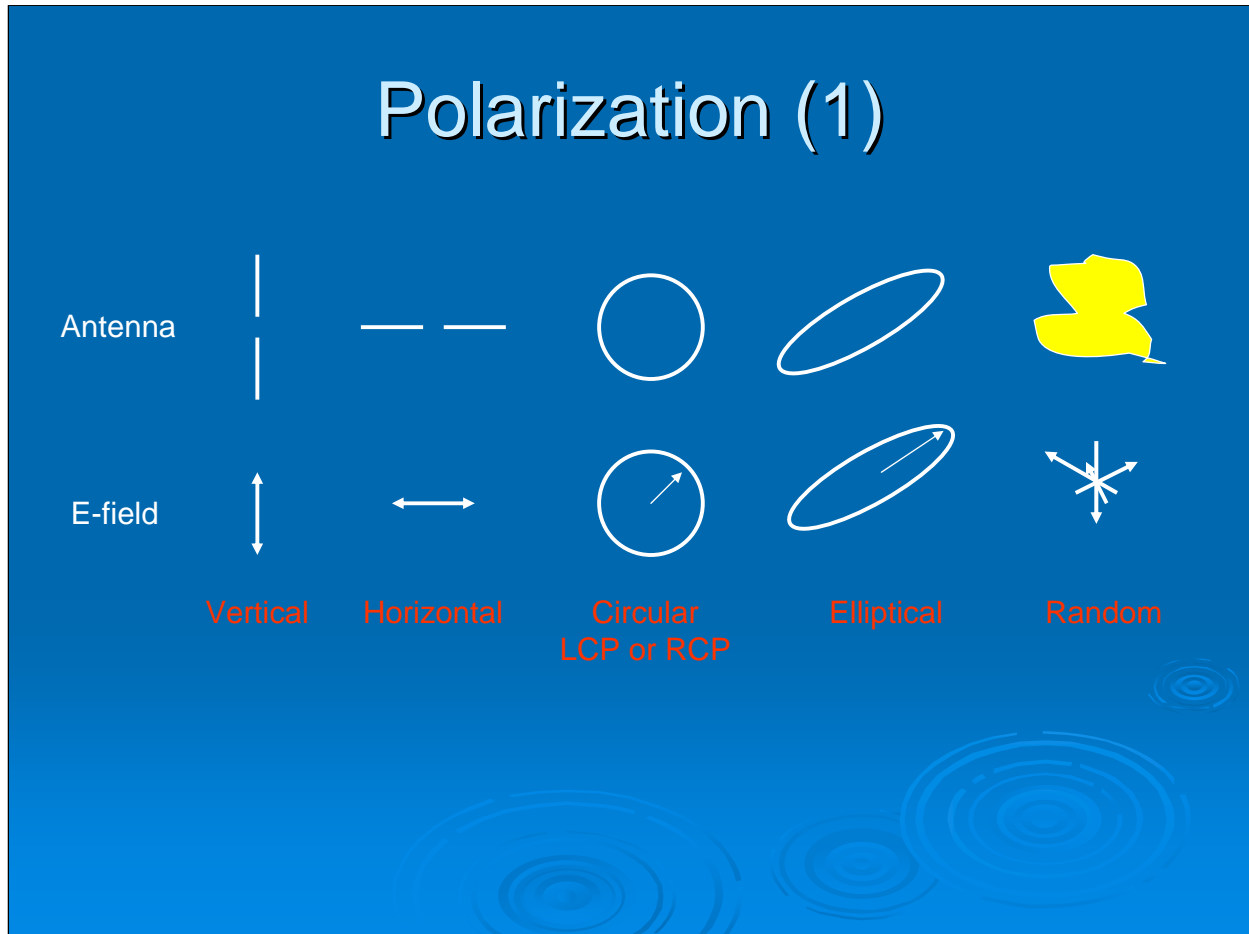 Polarization (1)
Antenna
E-field
Vertical Horizontal Circular Elliptical Random
LCP or RCP